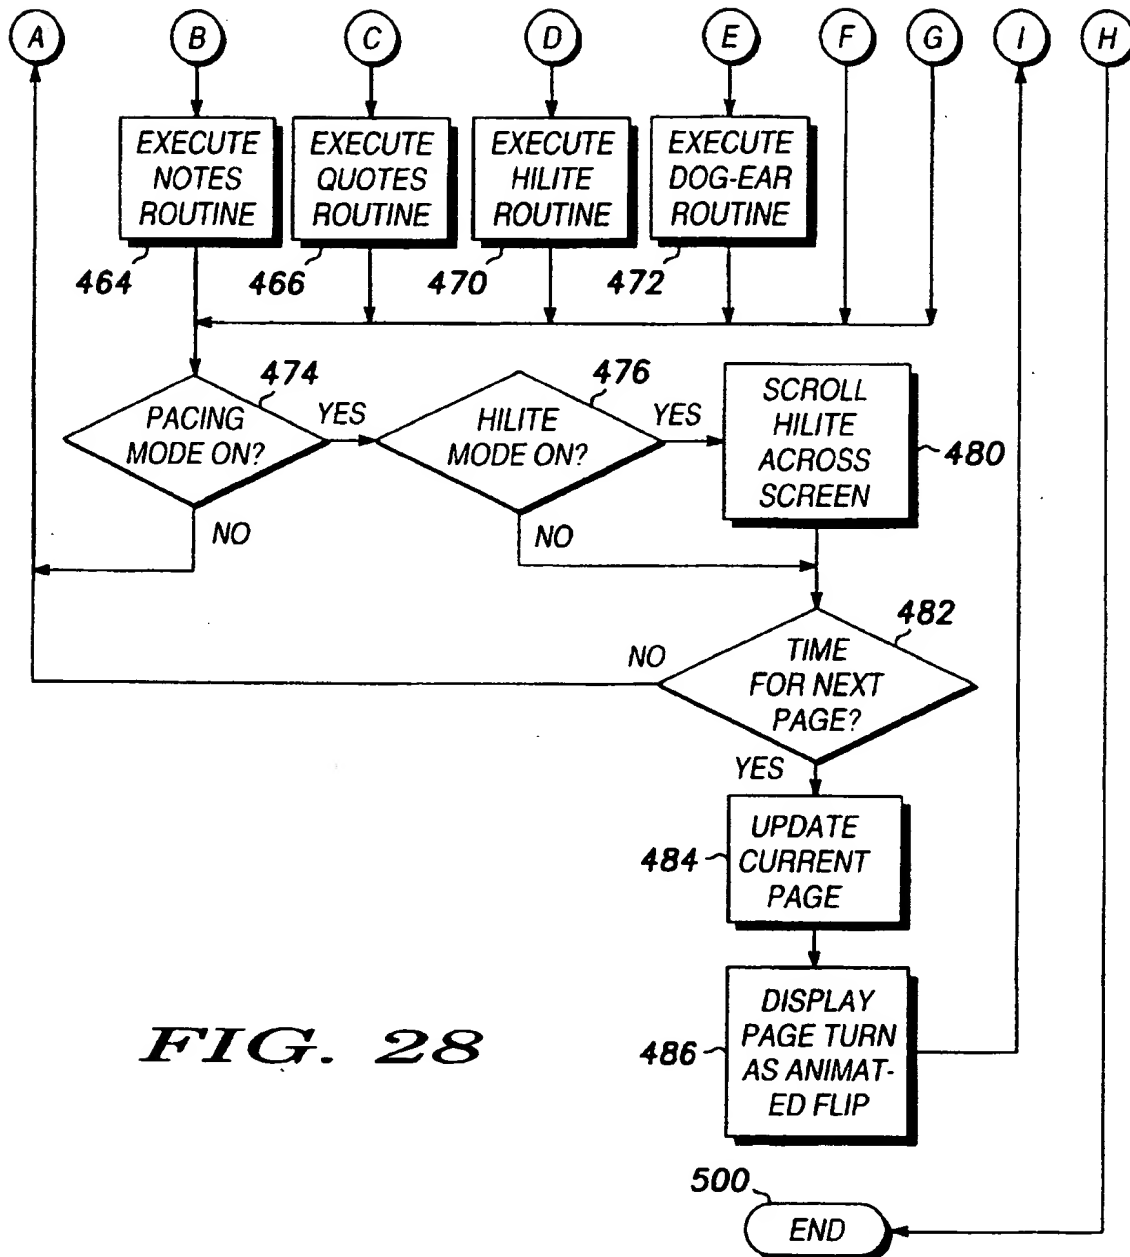 A B C D E F G I H
EXECUTE
NOTES
ROUTINE
464
EXECUTE
QUOTES
ROUTINE
466
EXECUTE
HILITE
ROUTINE
470
EXECUTE
DOG-EAR
ROUTINE
472
PACING
MODE ON?
474
YES
NO
HILITE
MODE ON?
476
YES
NO
SCROLL
HILITE
ACROSS
SCREEN
480
TIME
FOR NEXT
PAGE?
482
NO
YES
UPDATE
CURRENT
PAGE
484
DISPLAY
PAGE TURN
AS ANIMAT-
ED FLIP
486
FIG. 28
500
END